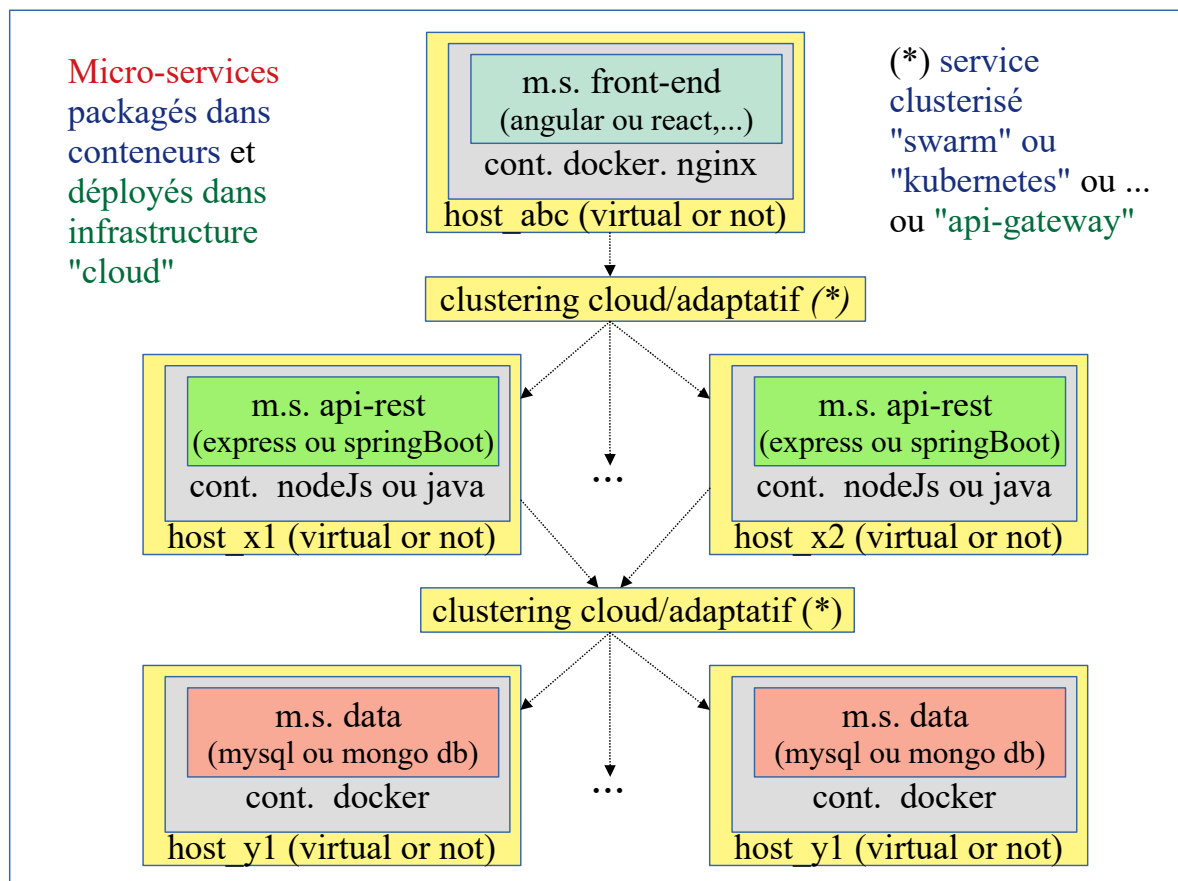 Micro-services
packagés dans
conteneurs et
déployés dans
infrastructure
"cloud"
m.s. front-end
(angular ou react,...)
cont. docker. nginx
host_abc (virtual or not)
(*) service
clusterisé
"swarm" ou
"kubernetes" ou ...
ou "api-gateway"
clustering cloud/adaptatif (*)
m.s. api-rest
(express ou springBoot)
cont.  nodeJs ou java
host_x1 (virtual or not)
...
m.s. api-rest
(express ou springBoot)
cont.  nodeJs ou java
host_x2 (virtual or not)
clustering cloud/adaptatif (*)
m.s. data
(mysql ou mongo db)
cont.  docker
host_y1 (virtual or not)
...
m.s. data
(mysql ou mongo db)
cont.  docker
host_y1 (virtual or not)